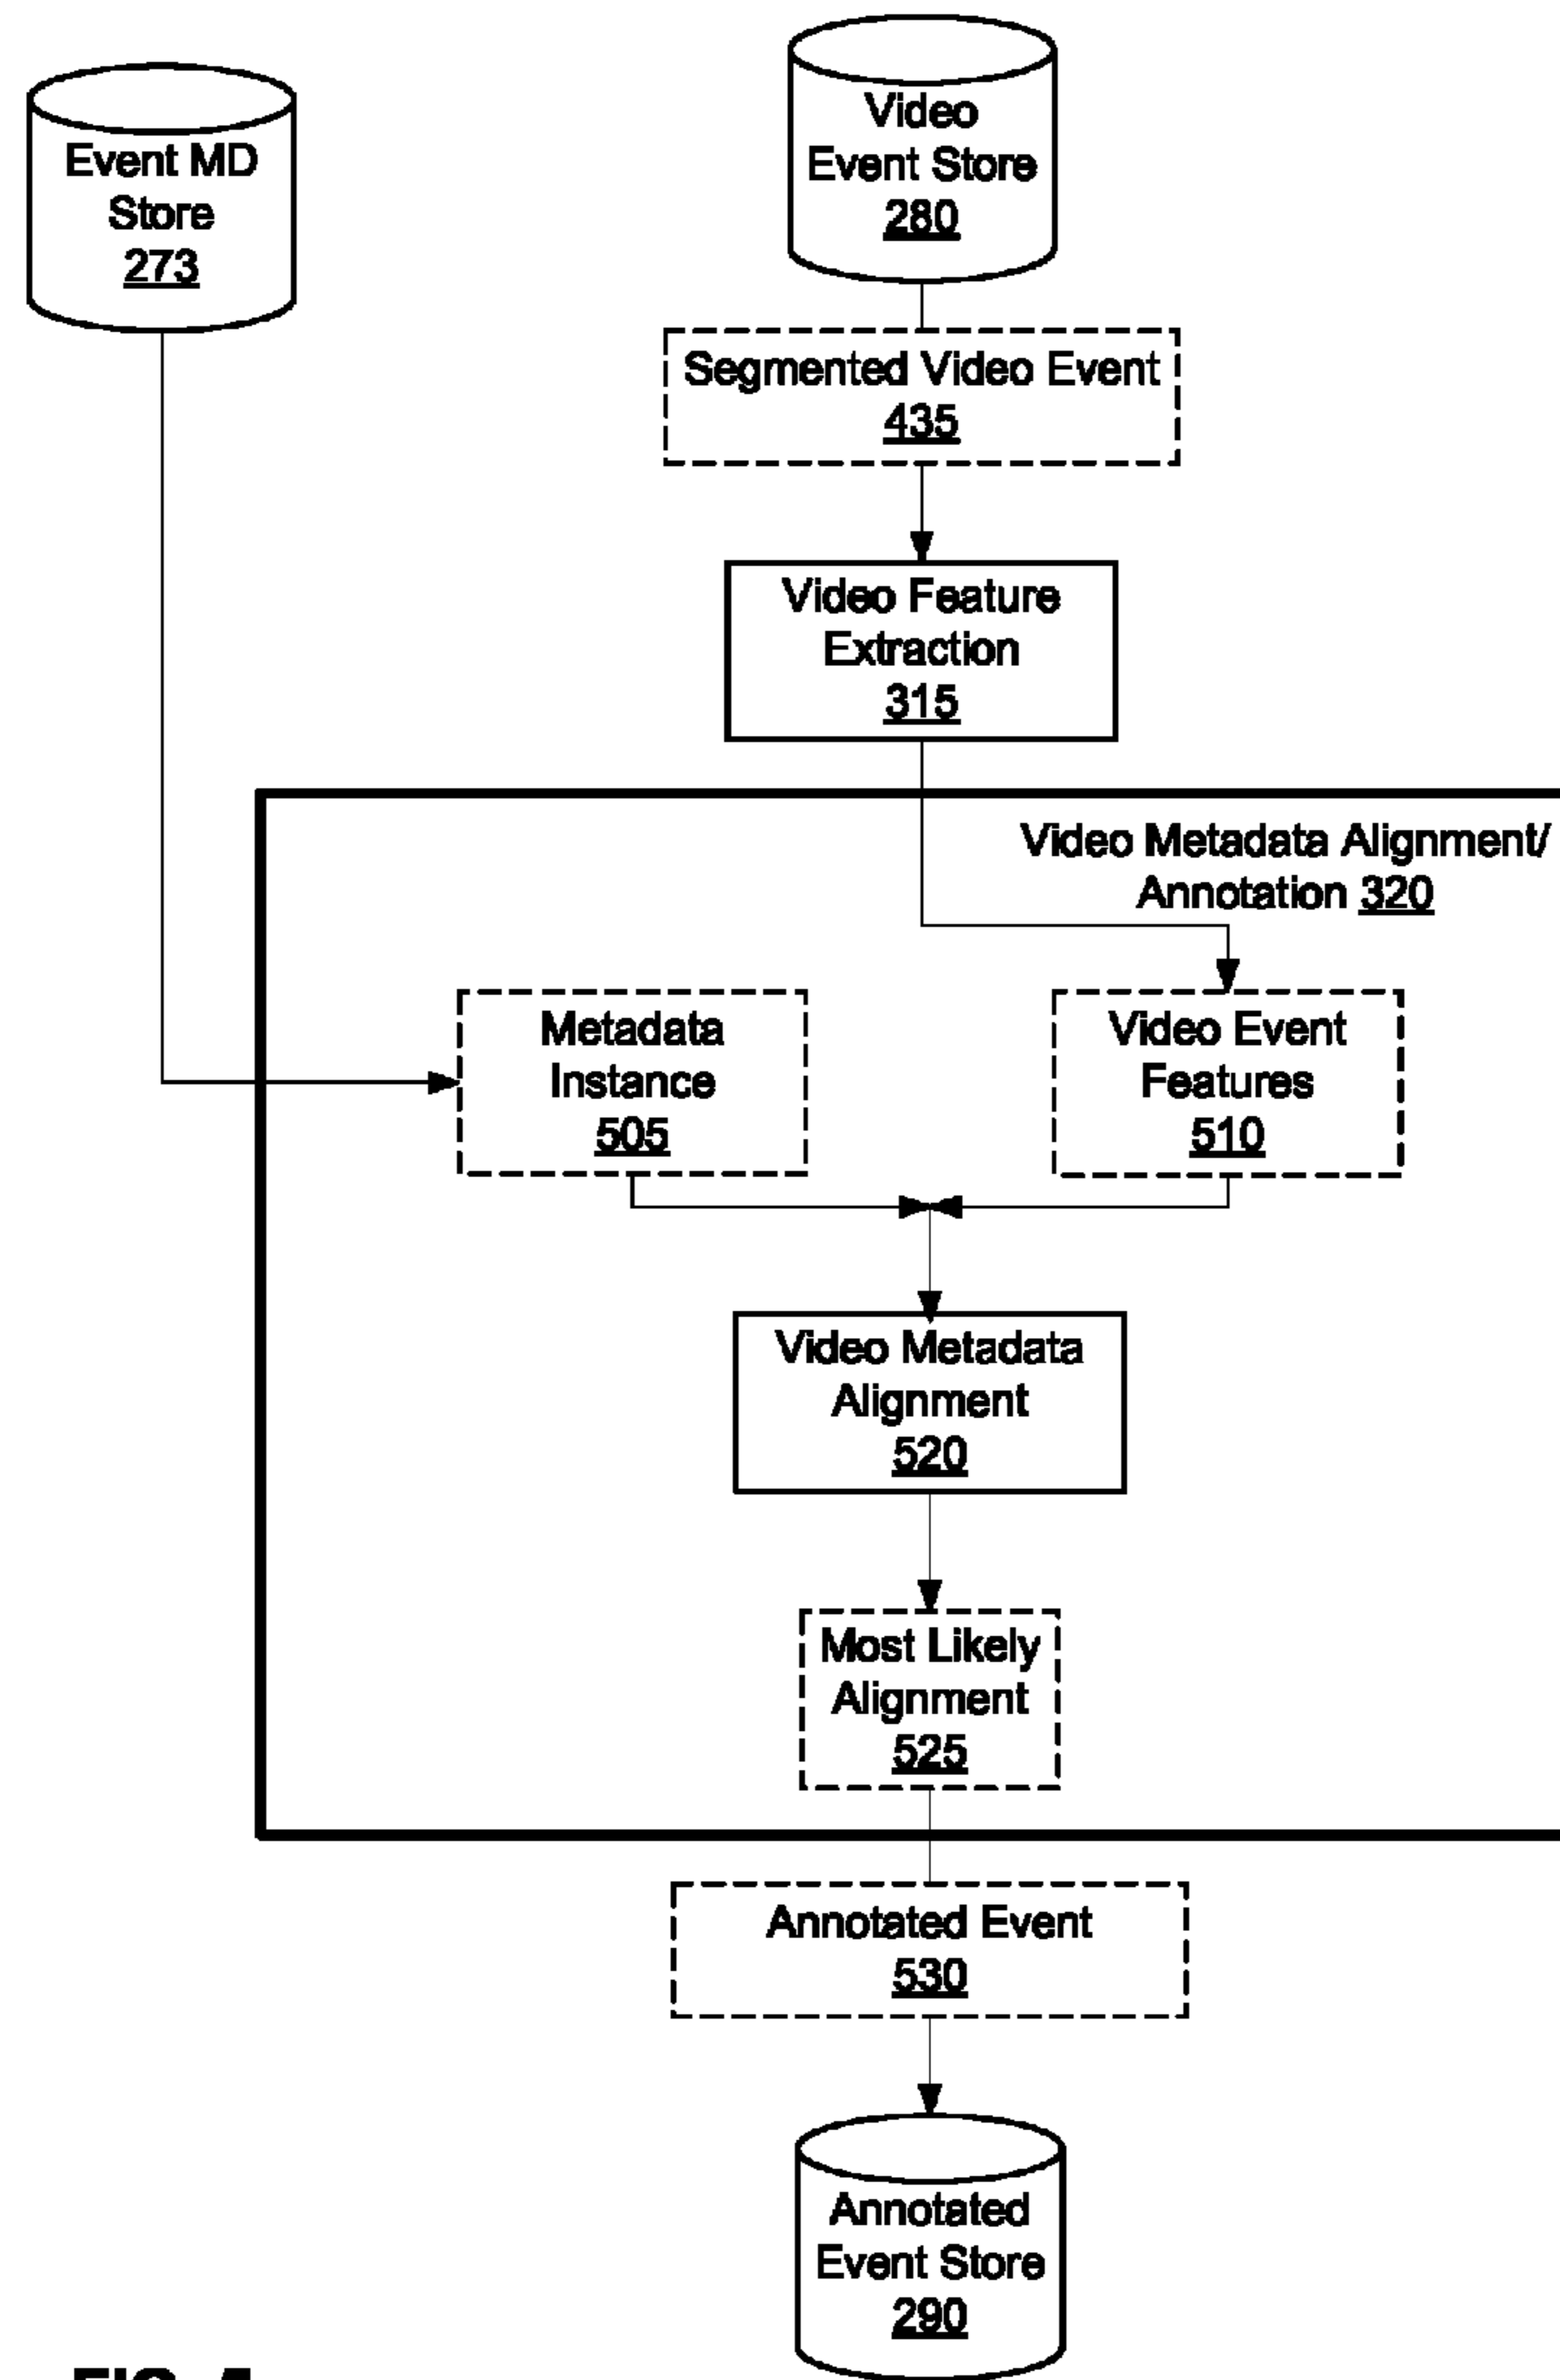 Video
Event Store
280
Event MD
Store
273
Segmented Video Event
435
Video Feature
Extraction
315
Video Metadata Alignment/
Annotation 320
Metadata
Instance
505
Video Event
Features
510
Video Metadata
Alignment
520
Most Likely
Alignment
525
Annotated Event
530
Annotated
Event Store
290